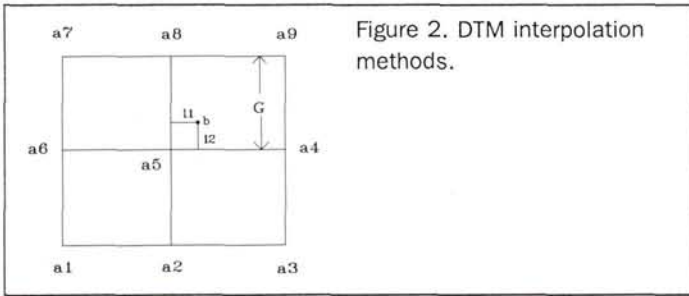 a7 a8 a9
Figure 2. DTM interpolation
methods.
G
l1 b
l2
a6 a5 a4
a1 a2 a3